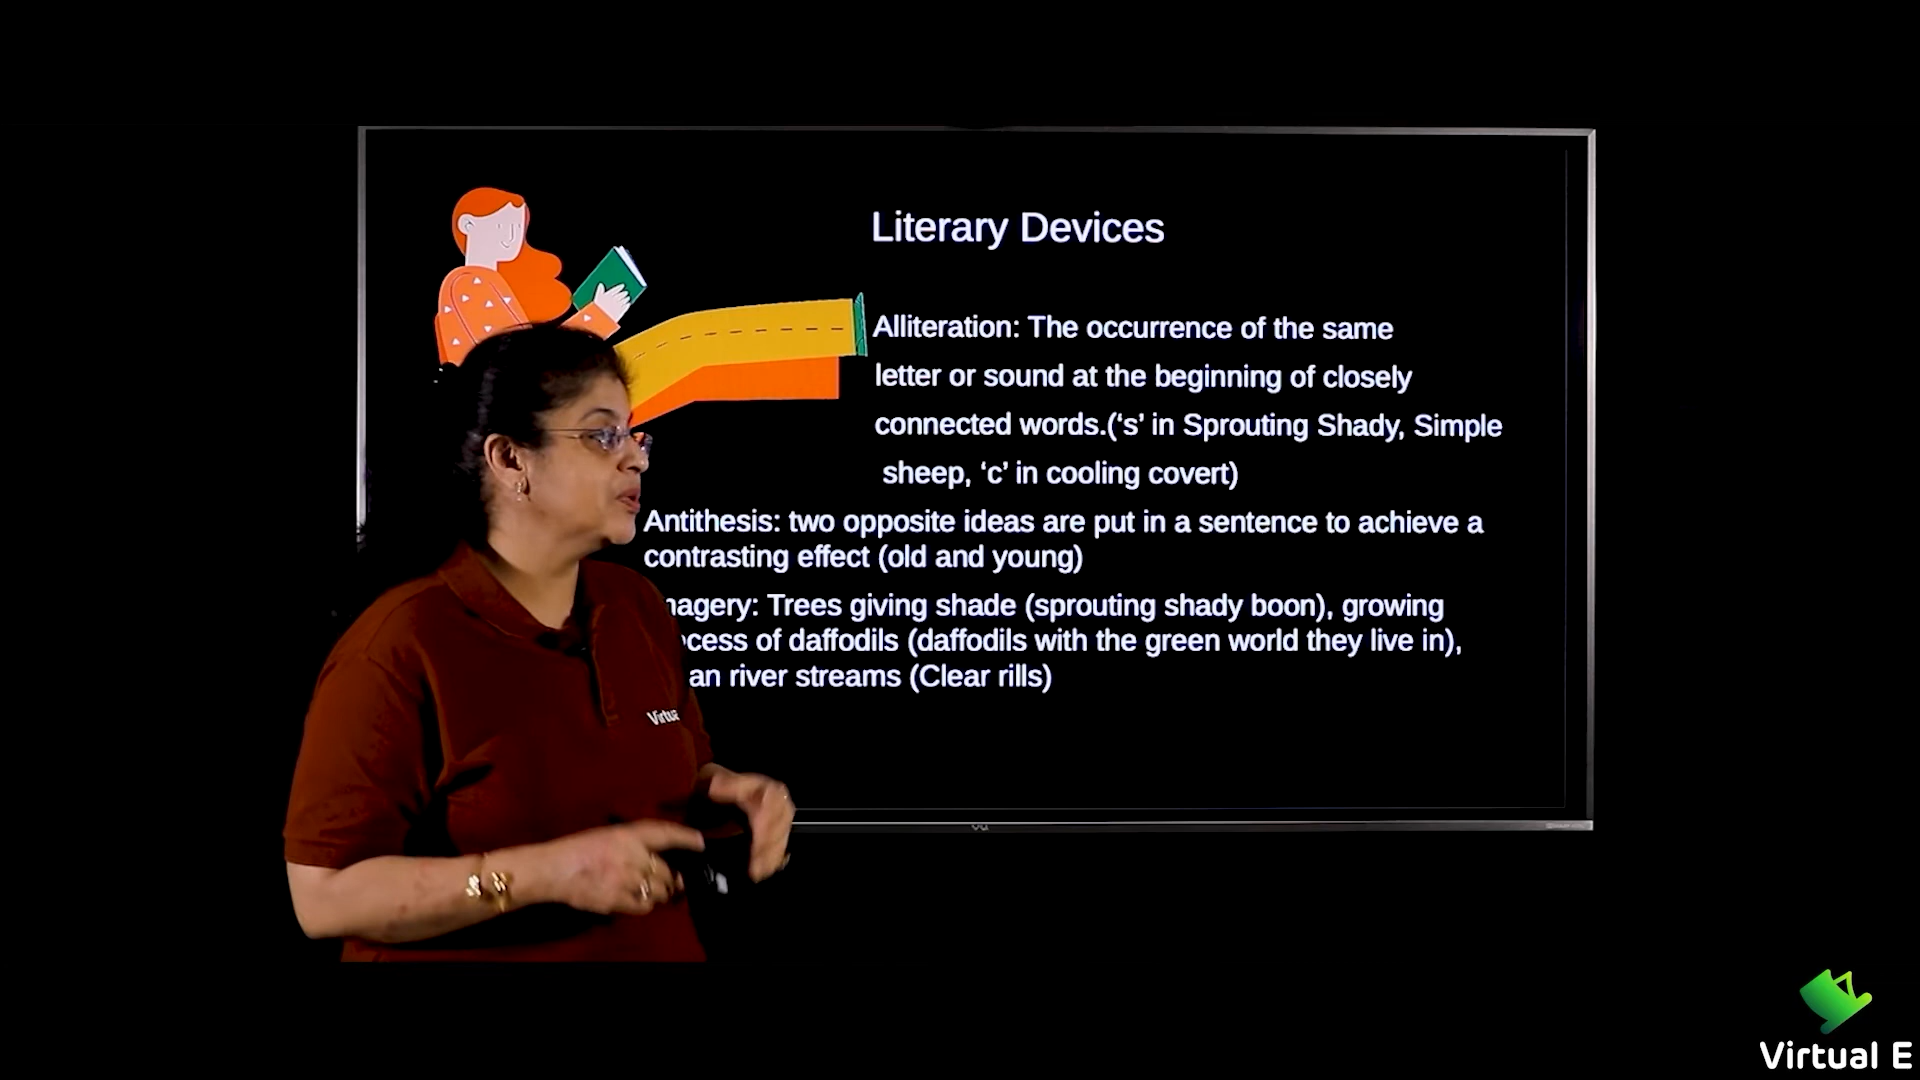 Literary Devices
Alliteration: The occurrence of the same
letter or sound at the beginning of closely
connected words.(‘s’ in Sprouting Shady, Simple
sheep, ‘c’ in cooling covert)
Antithesis: two opposite ideas are put in a sentence to achieve a
contrasting effect (old and young)
Trees giving shade (sprouting shady boon), growing
of daffodils (daffodils with the green world they live in),
river streams (Clear rills)
Virtual E